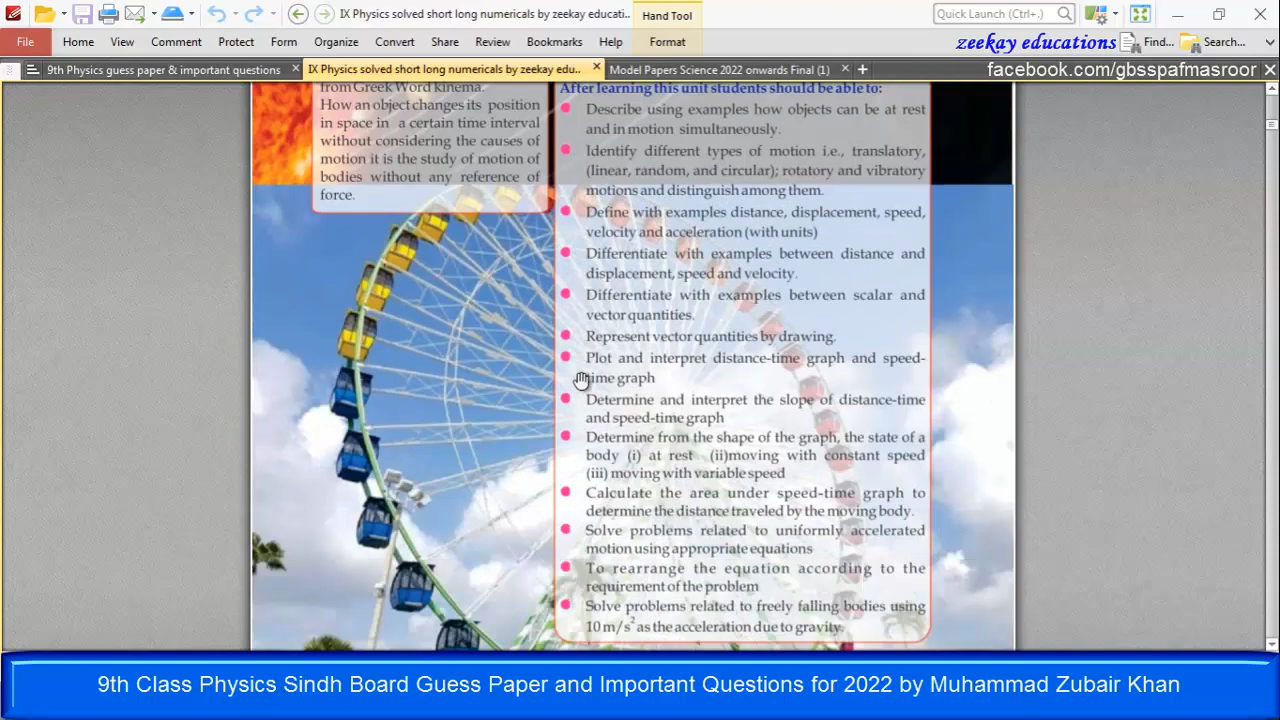 IX Physics solved short long numericals by zeekay educati..
Hand Tool
Quick Launch (Ctrl+.)
File Home View Comment Protect Form Organize Convert Share Review Bookmarks Help Format
zeekay educations
Find... Search...
9th Physics guess paper & important questions
IX Physics solved short long numericals by zeekay edu..
Model Papers Science 2022 onwards Final (1)
facebook.com/gbsspafmasroor
from Greek Word kinema.
How an object changes its position
in space in a certain time interval
without considering the causes of
motion it is the study of motion of
bodies without any reference of
force.
After learning this unit students should be able to:
Describe using examples how objects can be at rest
and in motion simultaneously.
Identify different types of motion i.e., translatory,
(linear, random, and circular); rotatory and vibratory
motions and distinguish among them.
Define with examples distance, displacement, speed,
velocity and acceleration (with units)
Differentiate with examples between distance and
displacement, speed and velocity.
Differentiate with examples between scalar and
vector quantities.
Represent vector quantities by drawing.
Plot and interpret distance-time graph and speed-
time graph
Determine and interpret the slope of distance-time
and speed-time graph
Determine from the shape of the graph, the state of a
body (i) at rest (ii)moving with constant speed
(iii) moving with variable speed
Calculate the area under speed-time graph to
determine the distance traveled by the moving body.
Solve problems related to uniformly accelerated
motion using appropriate equations
To rearrange the equation according to the
requirement of the problem
Solve problems related to freely falling bodies using
10 m/s² as the acceleration due to gravity.
9th Class Physics Sindh Board Guess Paper and Important Questions for 2022 by Muhammad Zubair Khan